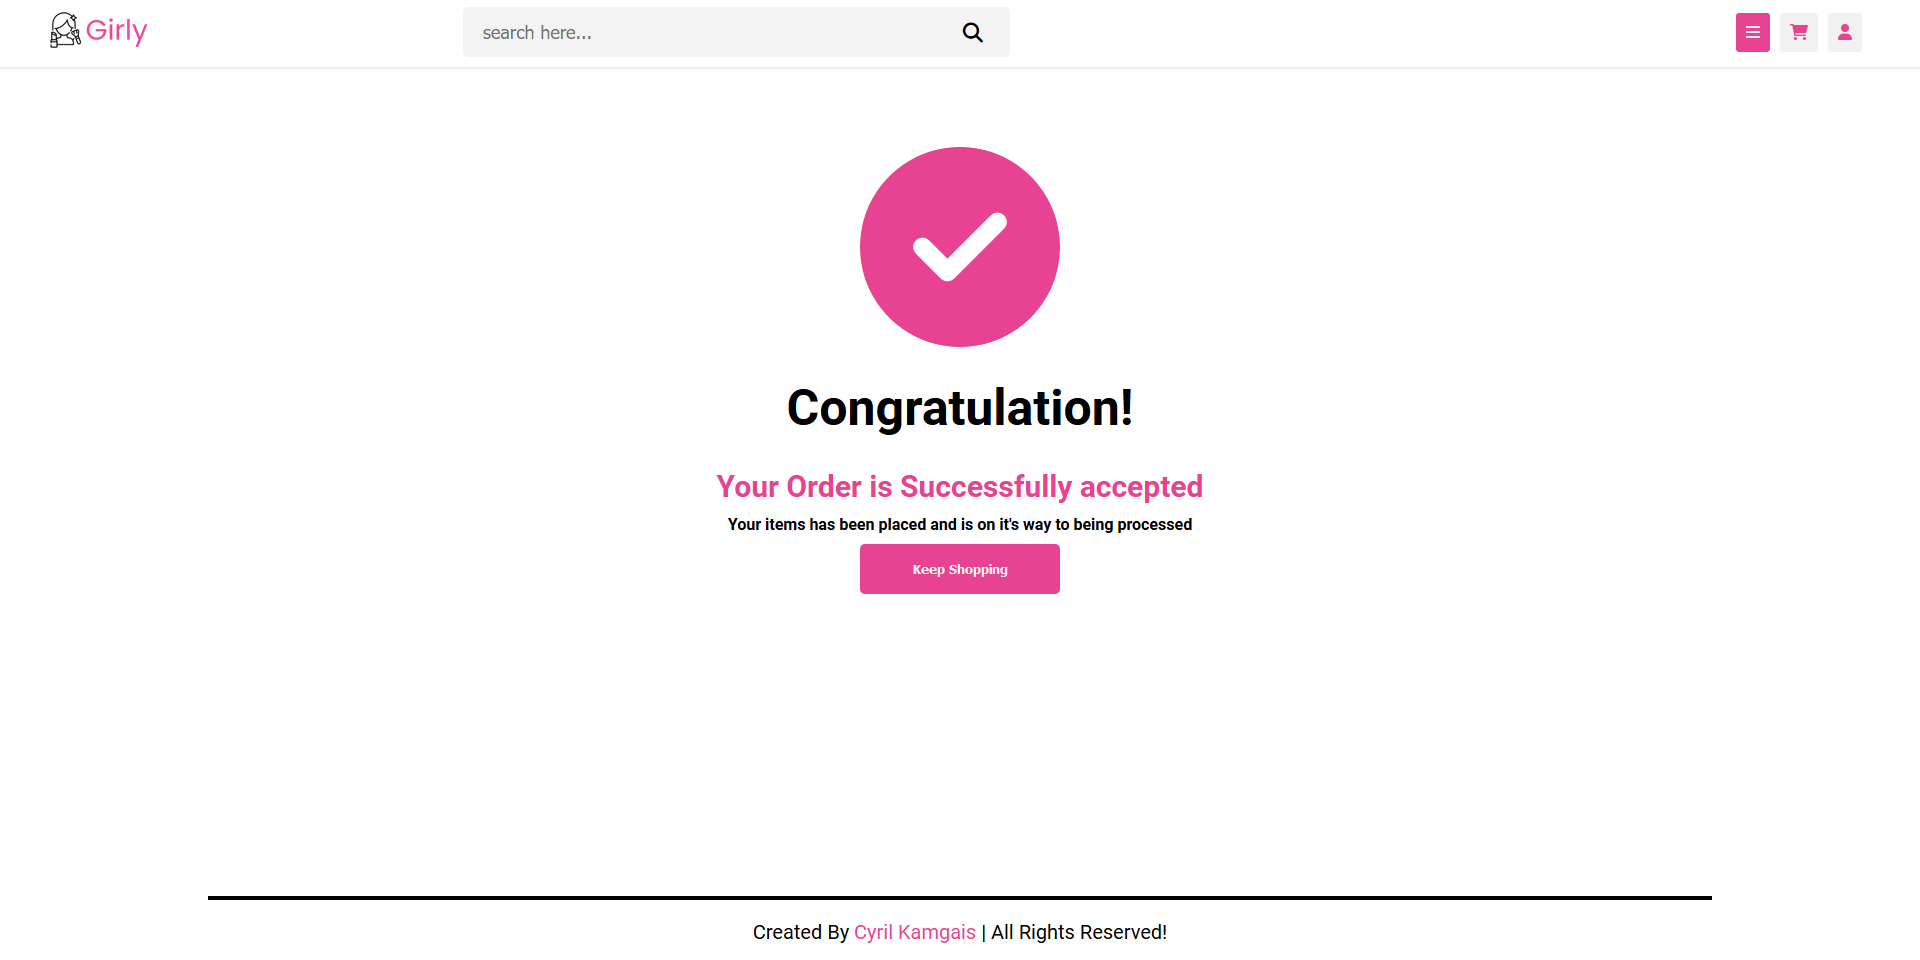 Girly
search here...
Congratulation!
Your Order is Successfully accepted
Your items has been placed and is on it's way to being processed
Keep Shopping
Created By Cyril Kamgais | All Rights Reserved!